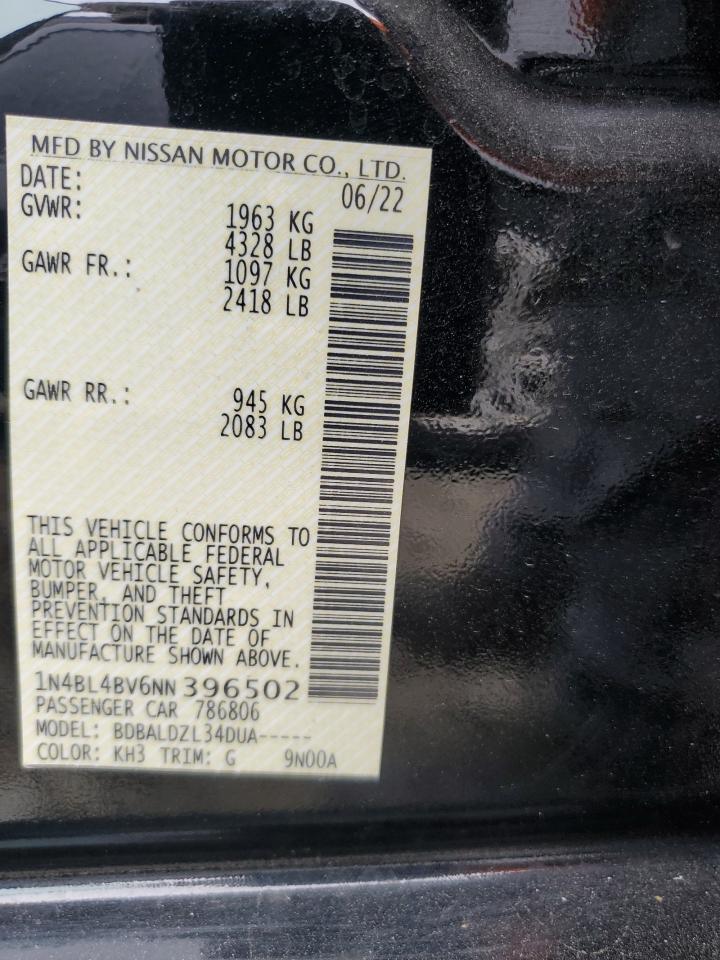 MFD BY NISSAN MOTOR CO., LTD.
DATE: 06/22
GVWR: 1963 KG
4328 LB
GAWR FR.: 1097 KG
2418 LB
GAWR RR.: 945 KG
2083 LB
THIS VEHICLE CONFORMS TO
ALL APPLICABLE FEDERAL
MOTOR VEHICLE SAFETY,
BUMPER, AND THEFT
PREVENTION STANDARDS IN
EFFECT ON THE DATE OF
MANUFACTURE SHOWN ABOVE.
1N4BL4BV6NN396502
PASSENGER CAR 786806
MODEL: BDBALDZL34DUA-----
COLOR: KH3 TRIM: G 9N00A